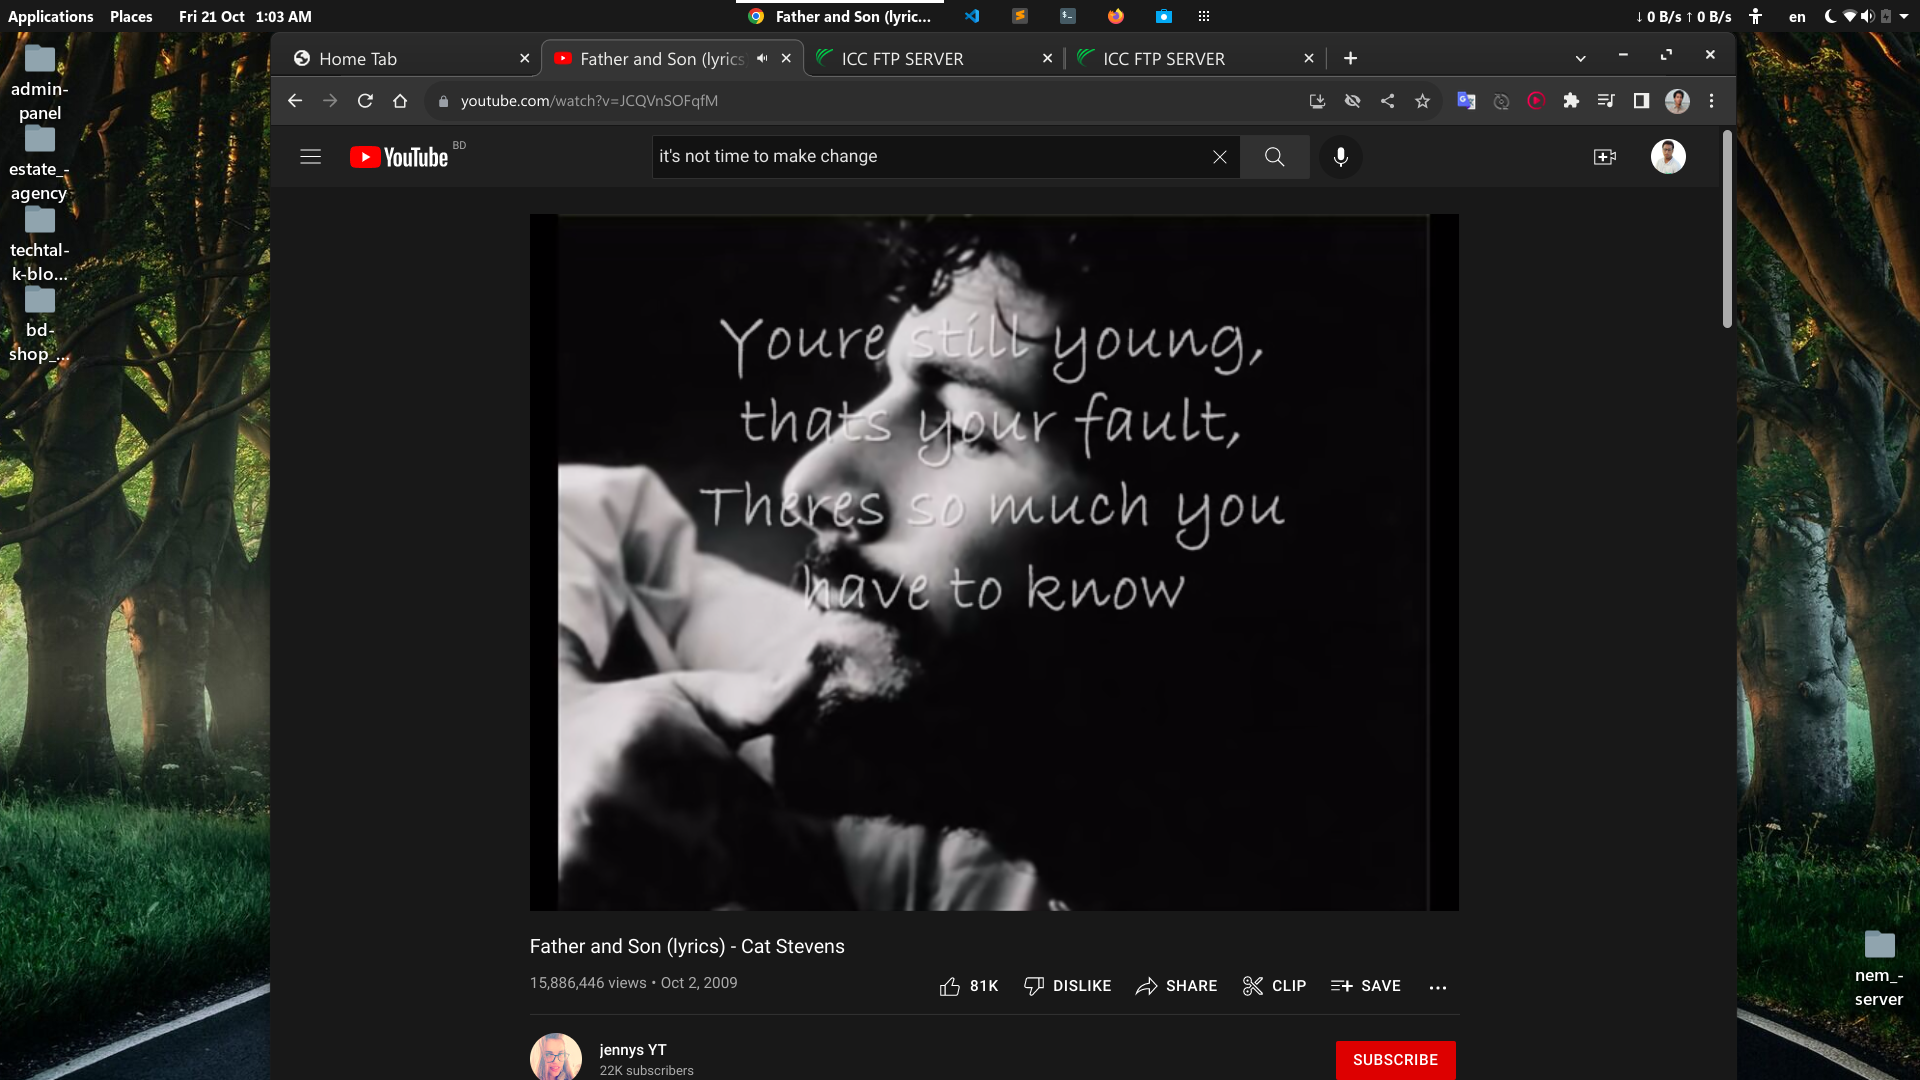 Applications Places Fri 21 Oct 1:03 AM Father and Son (lyric... ↓ 0 B/s ↑ 0 B/s en
Home Tab Father and Son (lyrics ICC FTP SERVER ICC FTP SERVER
youtube.com/watch?v=JCQVnSOFqfM
YouTube BD it's not time to make change
admin-
panel
estate_-
agency
techtal-
k-blo...
bd-
shop_...
Youre still young,
thats your fault,
Theres so much you
have to know
Father and Son (lyrics) - Cat Stevens
15,886,446 views • Oct 2, 2009 81K DISLIKE SHARE CLIP SAVE
jennys YT
22K subscribers
SUBSCRIBE
nem_-
server